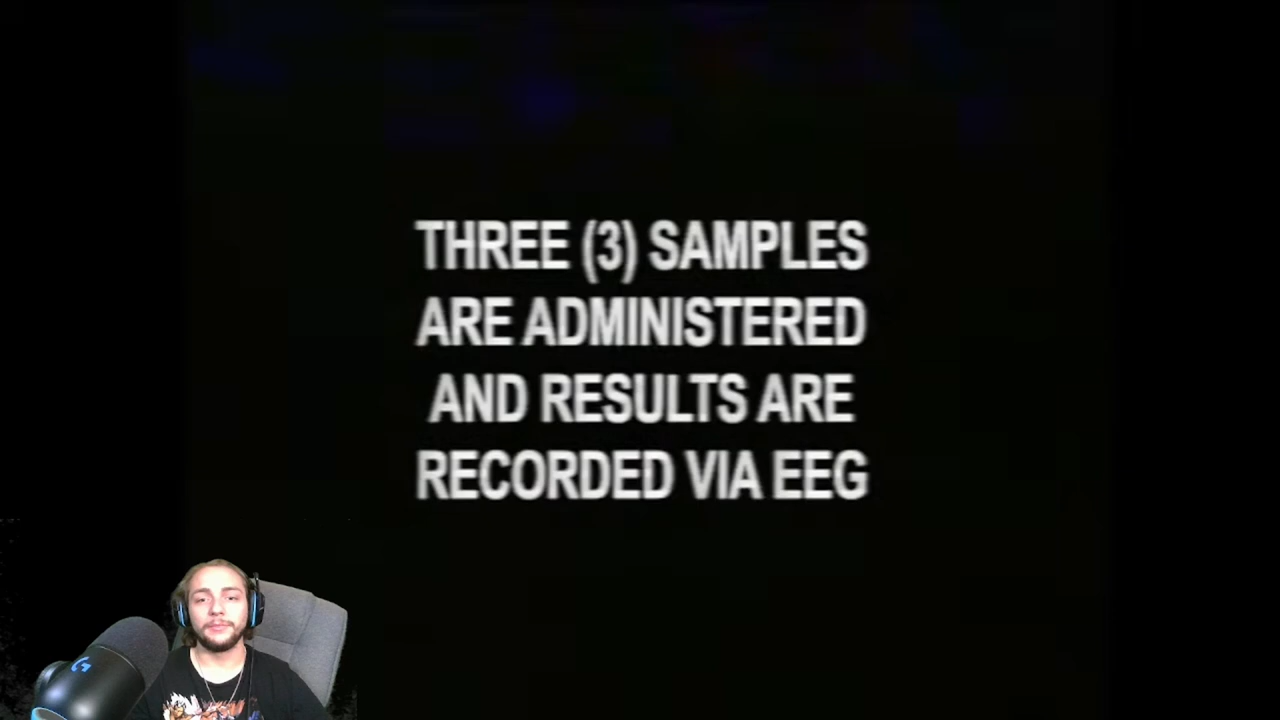 THREE (3) SAMPLES
ARE ADMINISTERED
AND RESULTS ARE
RECORDED VIA EEG